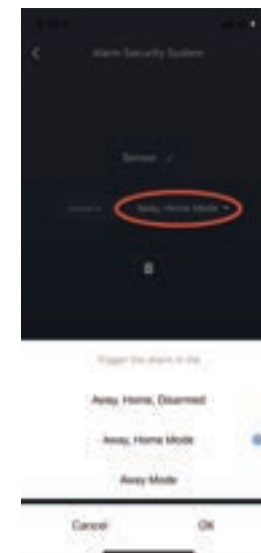 Alarm Security System
Sensor
Away, Home Mode
Trigger the alarm in the
Away, Home, Disarmed
Away, Home Mode
Away Mode
Cancel OK